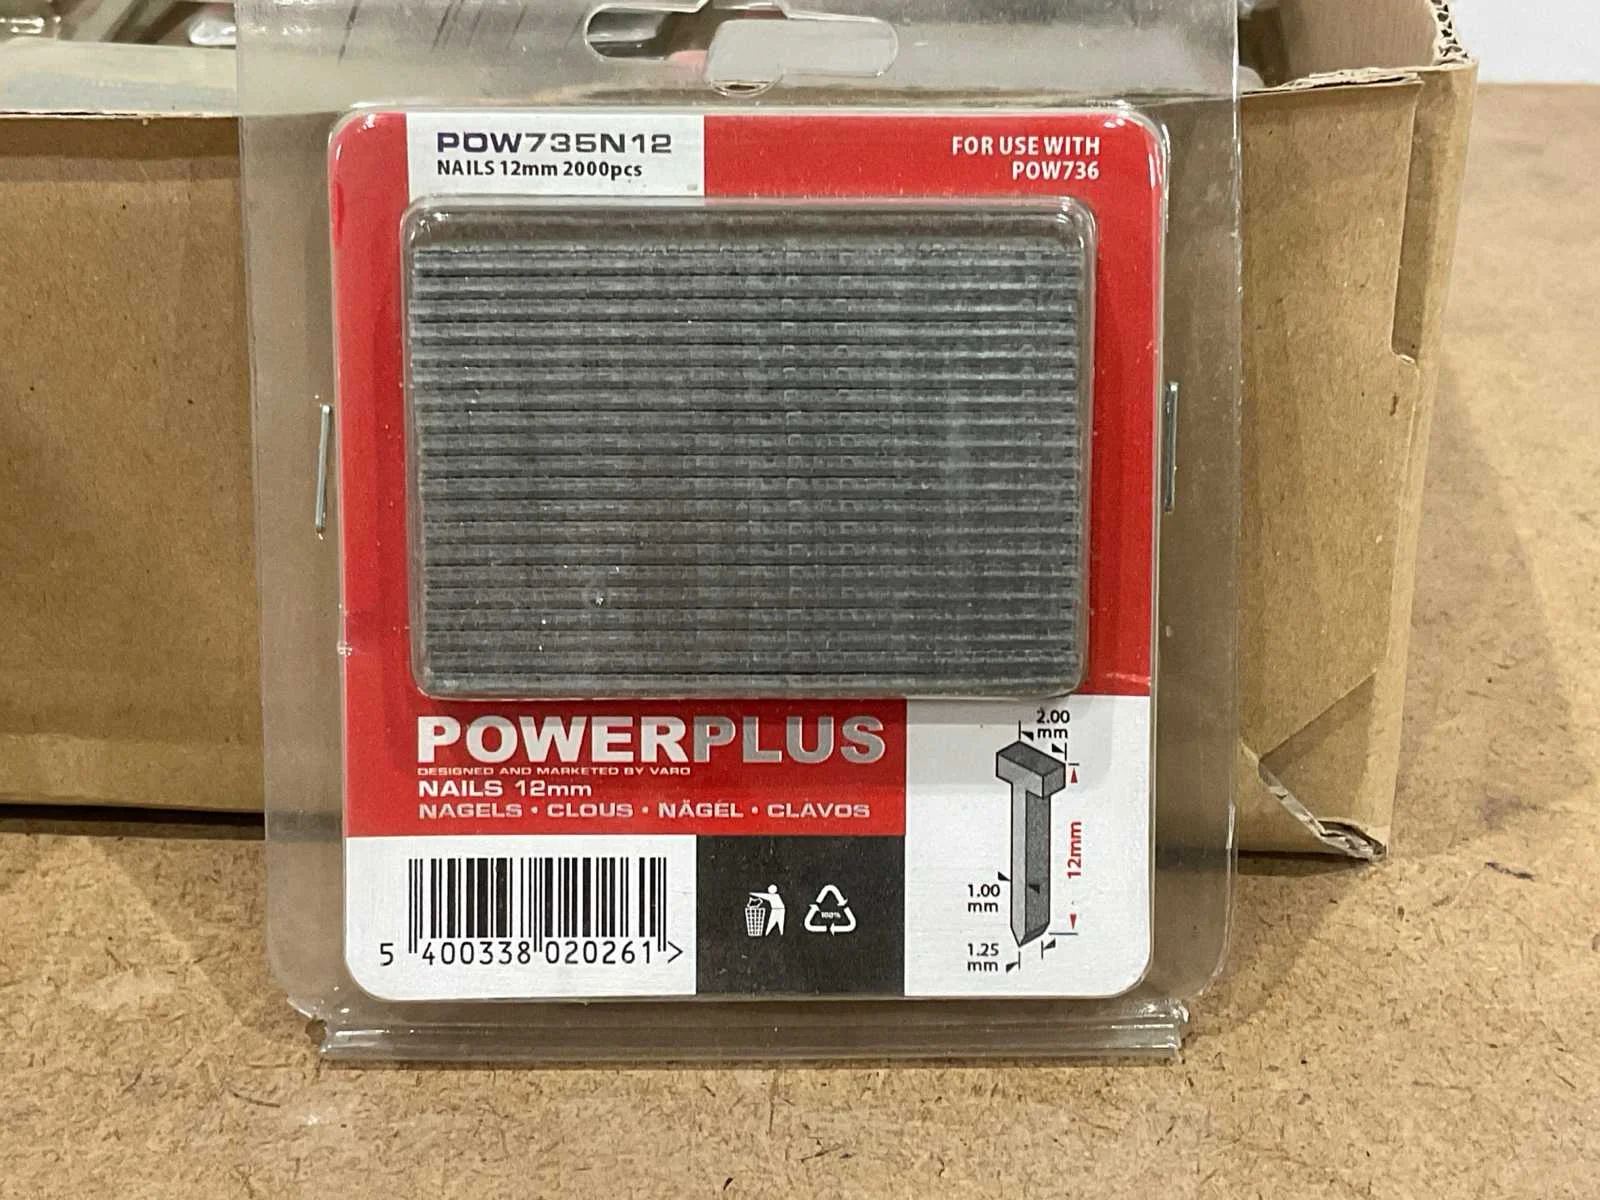 POW735N12
NAILS 12mm 2000pcs
FOR USE WITH
POW736
POWERPLUS
DESIGNED AND MARKETED BY VARO
NAILS 12mm
NAGELS • CLOUS • NÄGEL • CLAVOS
5 400338 020261 >
100%
2.00
mm
12mm
1.00
mm
1.25
mm